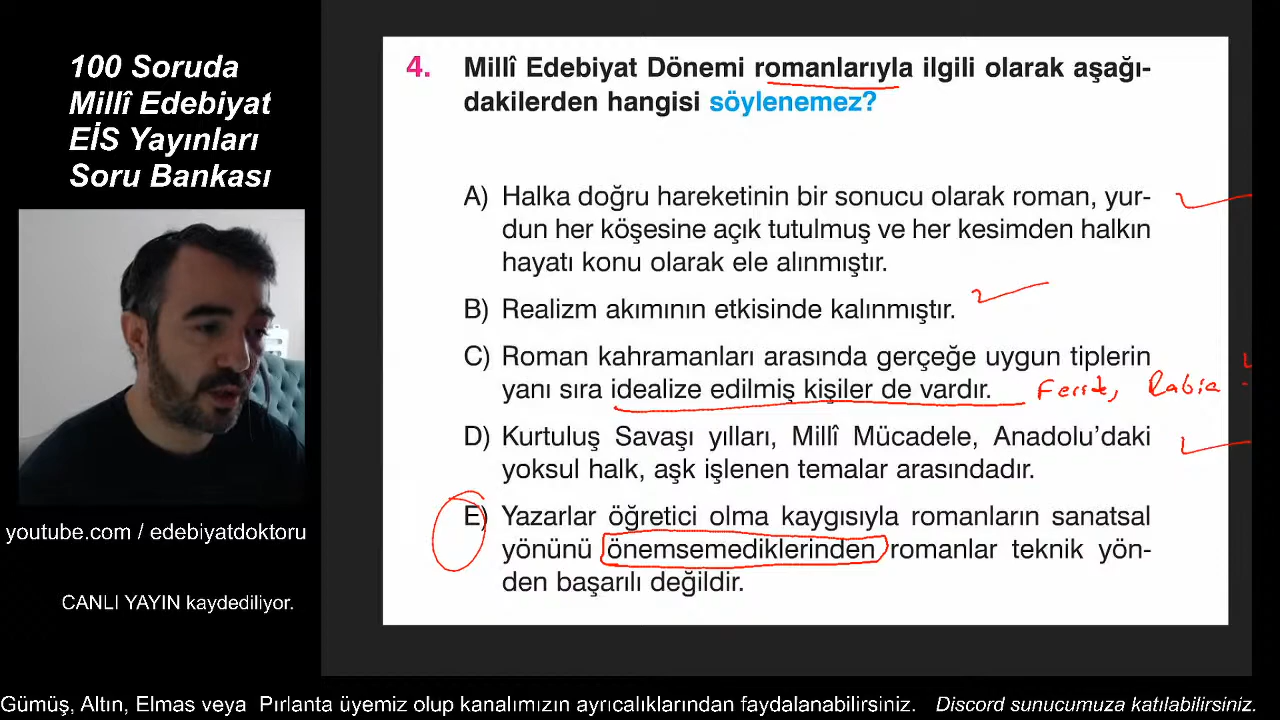 100 Soruda
Millî Edebiyat
EİS Yayınları
Soru Bankası
youtube.com / edebiyatdoktoru
CANLI YAYIN kaydediliyor.
4. Millî Edebiyat Dönemi romanlarıyla ilgili olarak aşağı-
dakilerden hangisi söylenemez?
A) Halka doğru hareketinin bir sonucu olarak roman, yur-
dun her köşesine açık tutulmuş ve her kesimden halkın
hayatı konu olarak ele alınmıştır.
B) Realizm akımının etkisinde kalınmıştır.
C) Roman kahramanları arasında gerçeğe uygun tiplerin
yanı sıra idealize edilmiş kişiler de vardır. Feride, Rabia
D) Kurtuluş Savaşı yılları, Millî Mücadele, Anadolu'daki
yoksul halk, aşk işlenen temalar arasındadır.
E) Yazarlar öğretici olma kaygısıyla romanların sanatsal
yönünü önemsemediklerinden romanlar teknik yön-
den başarılı değildir.
Gümüş, Altın, Elmas veya Pırlanta üyemiz olup kanalımızın ayrıcalıklarından faydalanabilirsiniz. Discord sunucumuza katılabilirsiniz.